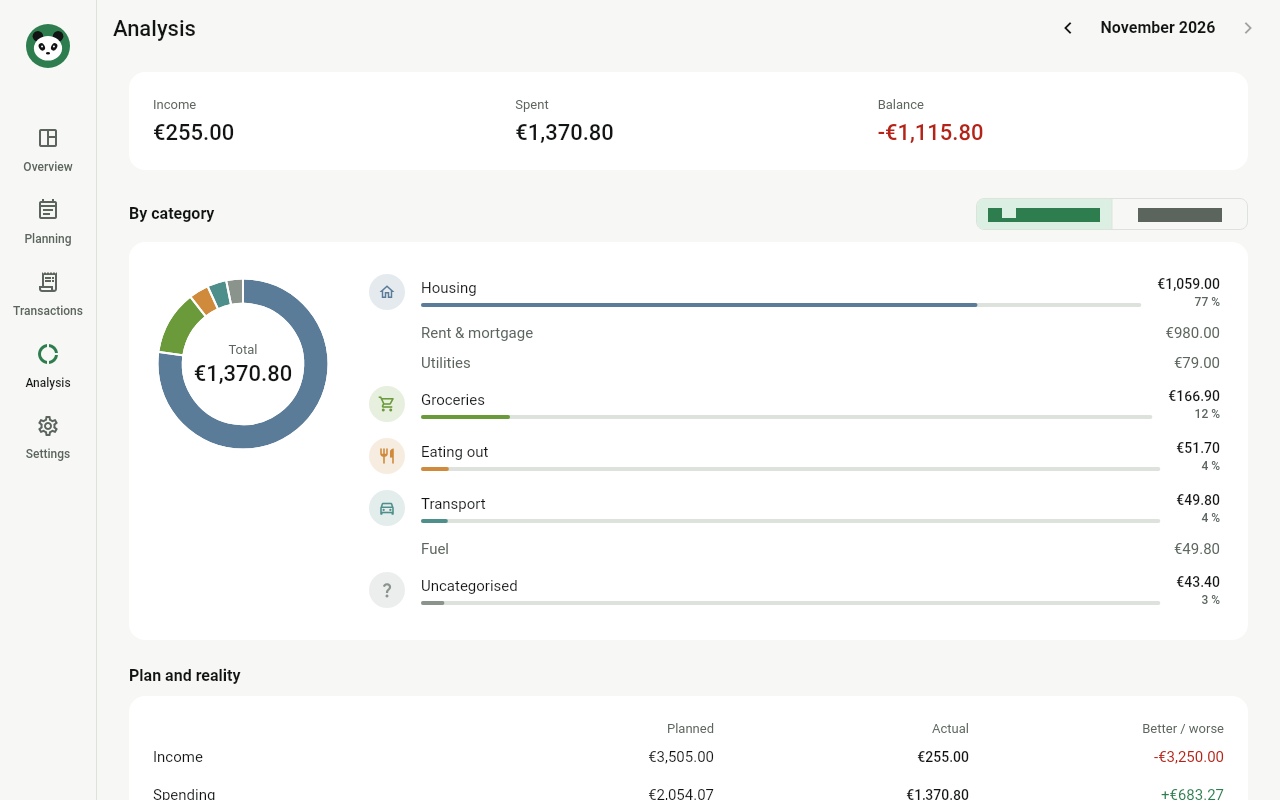 Analysis
November 2026
Overview
Planning
Transactions
Analysis
Settings
Income
Spent
Balance
€255.00
€1,370.80
-€1,115.80
By category
Total
€1,370.80
Housing
€1,059.00
77 %
Rent & mortgage
€980.00
Utilities
€79.00
Groceries
€166.90
12 %
Eating out
€51.70
4 %
Transport
€49.80
4 %
Fuel
€49.80
?
Uncategorised
€43.40
3 %
Plan and reality
Planned
Actual
Better / worse
Income
€3,505.00
€255.00
-€3,250.00
Spending
€2,054.07
€1,370.80
+€683.27